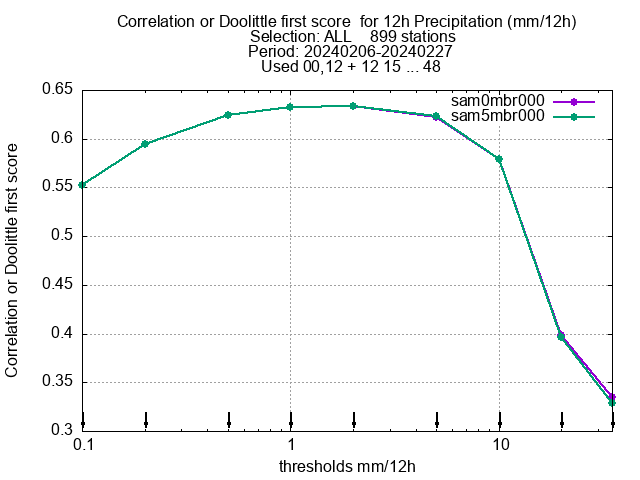 Correlation or Doolittle first score  for 12h Precipitation (mm/12h)
Selection: ALL    899 stations
Period: 20240206-20240227
Used 00,12 + 12 15 ... 48
sam0mbr000
sam5mbr000
0.65
0.6
0.55
0.5
0.45
0.4
0.35
0.3
Correlation or Doolittle first score
0.1 1 10
thresholds mm/12h